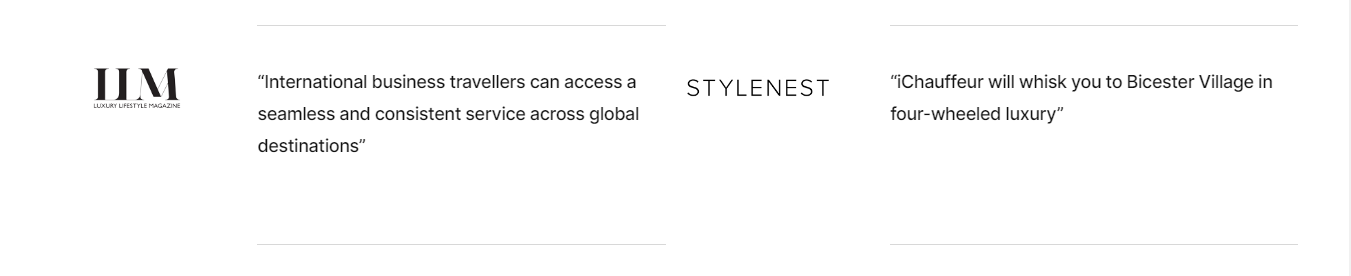 LLM
LUXURY LIFESTYLE MAGAZINE
“International business travellers can access a
seamless and consistent service across global
destinations”
STYLENEST
“iChauffeur will whisk you to Bicester Village in
four-wheeled luxury”